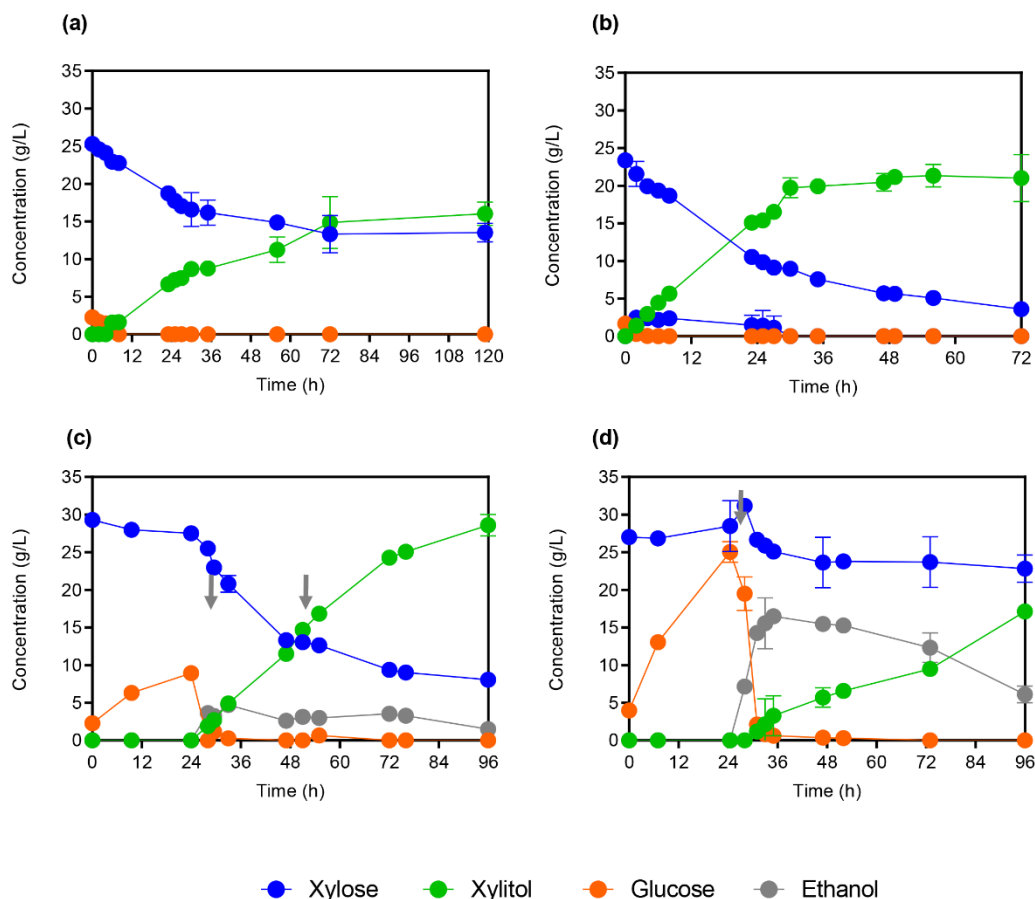 (a)
35
30
25
20
15
10
5
0
Concentration (g/L)
0 12 24 36 48 60 72 84 96 108 120
Time (h)
(b)
35
30
25
20
15
10
5
0
Concentration (g/L)
0 12 24 36 48 60 72
Time (h)
(c)
35
30
25
20
15
10
5
0
Concentration (g/L)
0 12 24 36 48 60 72 84 96
Time (h)
(d)
35
30
25
20
15
10
5
0
Concentration (g/L)
0 12 24 36 48 60 72 84 96
Time (h)
Xylose Xylitol Glucose Ethanol